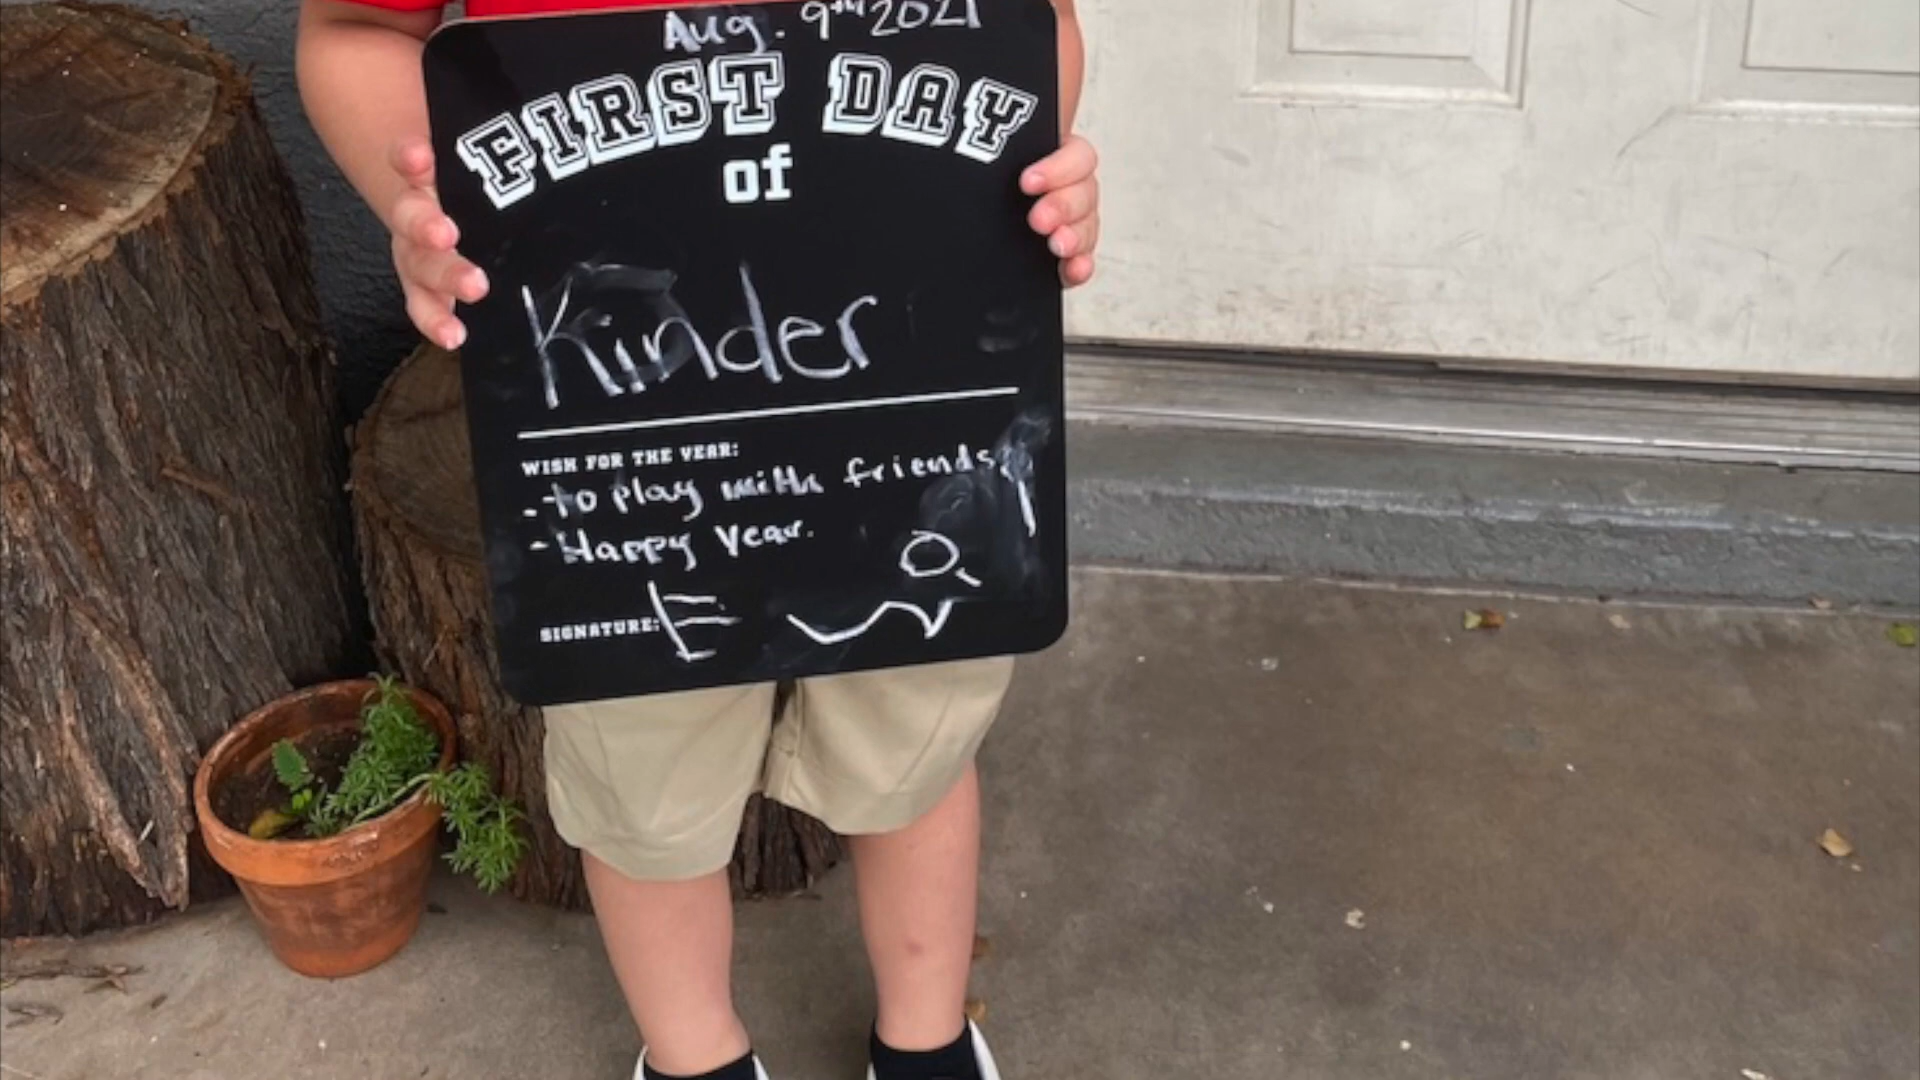 Aug. 9th 2021
FIRST DAY
of
Kinder
WISH FOR THE YEAR:
- to play with friends
- Happy Year.
SIGNATURE: E